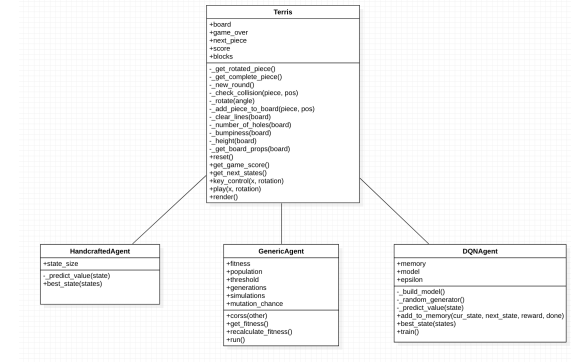 Terris
+board
+game_over
+next_piece
+score
+blocks
-_get_rotated_piece()
-_get_complete_piece()
-_new_round()
-_check_collision(piece, pos)
-_rotate(angle)
-_add_piece_to_board(piece, pos)
-_clear_lines(board)
-_number_of_holes(board)
-_bumpiness(board)
-_height(board)
-_get_board_props(board)
+reset()
+get_game_score()
+get_next_states()
+key_control(x, rotation)
+play(x, rotation)
+render()
HandcraftedAgent
+state_size
-_predict_value(state)
+best_state(states)
GenericAgent
+fitness
+population
+threshold
+generations
+simulations
+mutation_chance
+corss(other)
+get_fitness()
+recalculate_fitness()
+run()
DQNAgent
+memory
+model
+epsilon
-_build_model()
-_random_generator()
-_predict_value(state)
+add_to_memory(cur_state, next_state, reward, done)
+best_state(states)
+train()